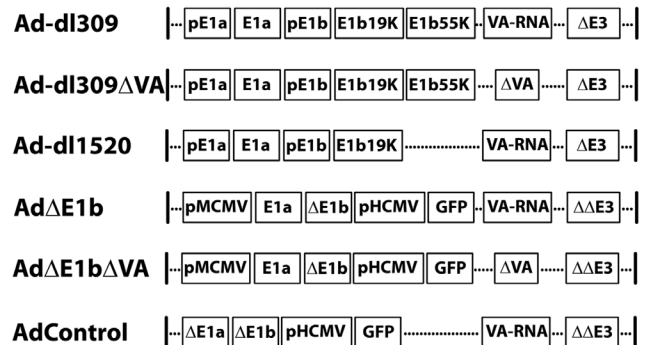 Ad-dl309 pE1a E1a pE1b E1b19K E1b55K VA-RNA ΔE3
Ad-dl309ΔVA pE1a E1a pE1b E1b19K E1b55K ΔVA ΔE3
Ad-dl1520 pE1a E1a pE1b E1b19K VA-RNA ΔE3
AdΔE1b pMCMV E1a ΔE1b pHCMV GFP VA-RNA ΔΔE3
AdΔE1bΔVA pMCMV E1a ΔE1b pHCMV GFP ΔVA ΔΔE3
AdControl ΔE1a ΔE1b pHCMV GFP VA-RNA ΔΔE3